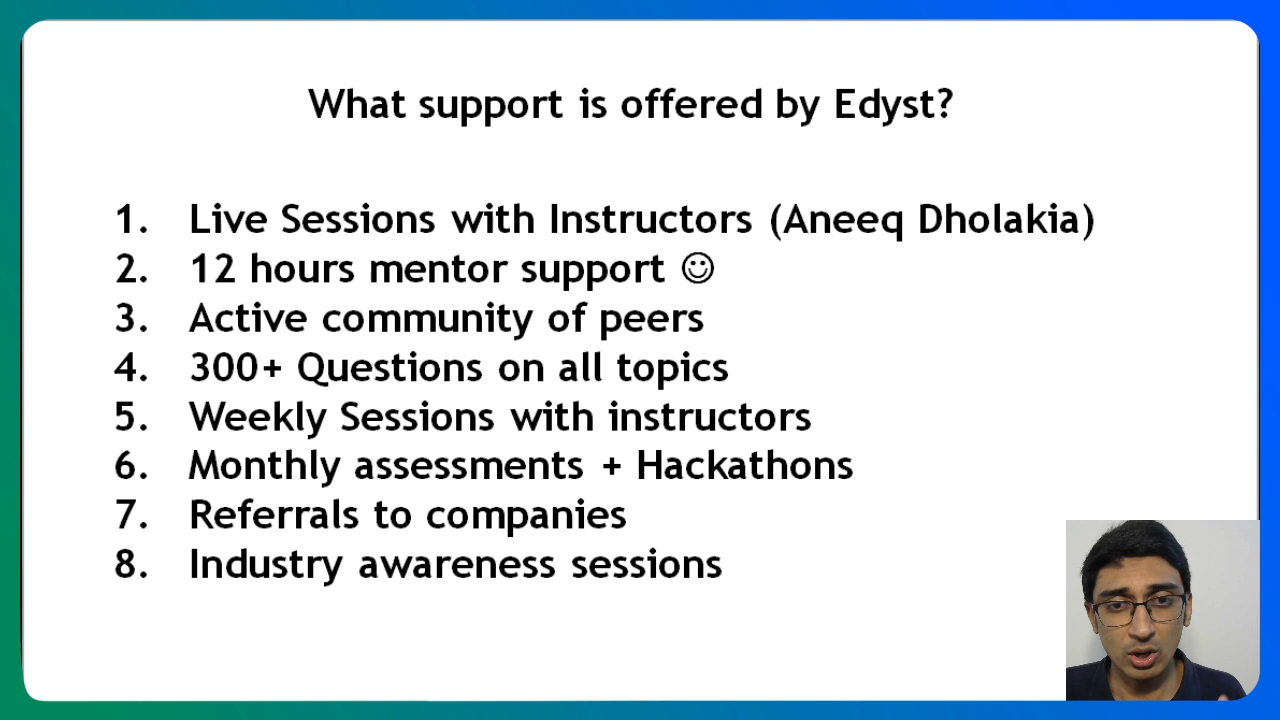 What support is offered by Edyst?
1. Live Sessions with Instructors (Aneeq Dholakia)
2. 12 hours mentor support ☺
3. Active community of peers
4. 300+ Questions on all topics
5. Weekly Sessions with instructors
6. Monthly assessments + Hackathons
7. Referrals to companies
8. Industry awareness sessions